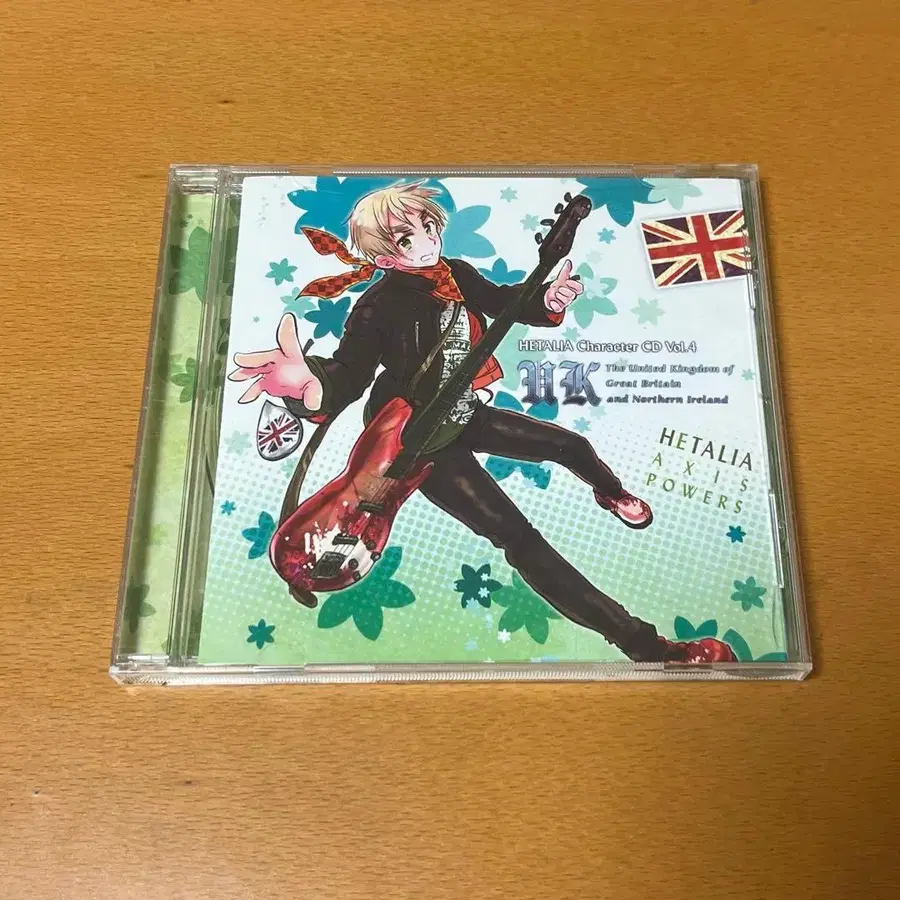 HETALIA Character CD Vol.4
UK
The United Kingdom of
Great Britain
and Northern Ireland
HETALIA
AXIS
POWERS